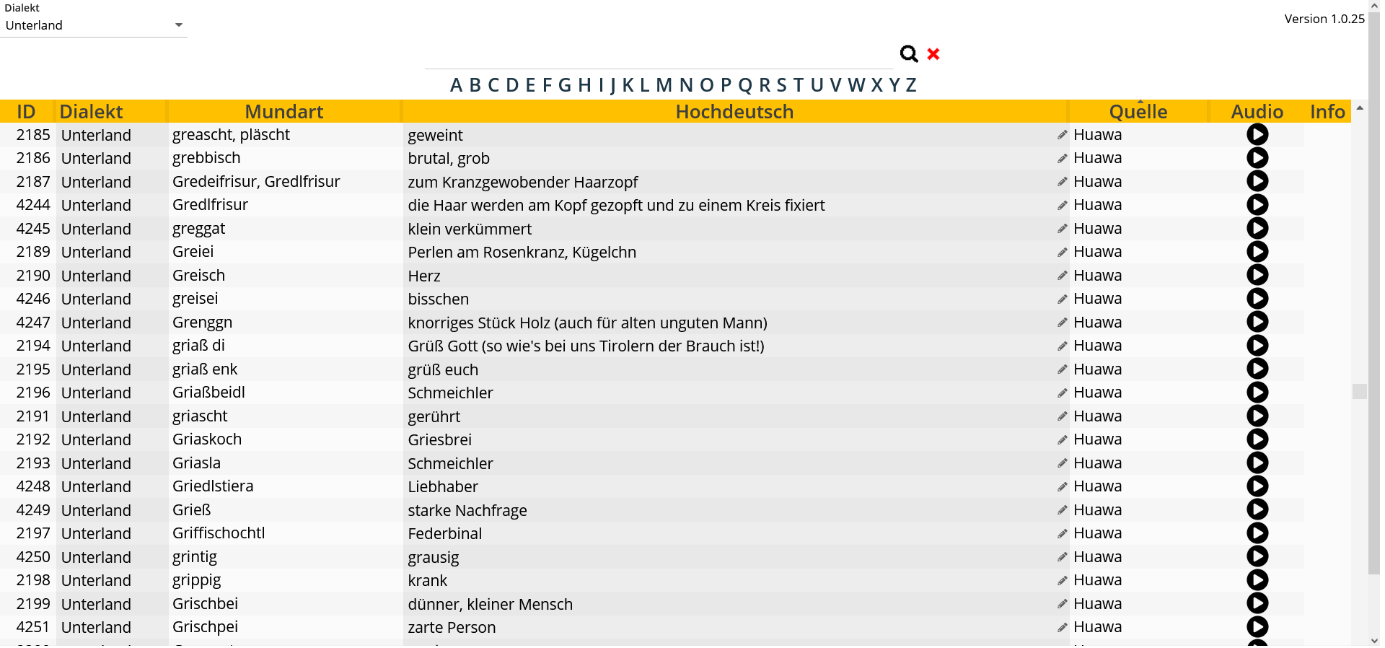 Dialekt
Unterland
Version 1.0.25
A B C D E F G H I J K L M N O P Q R S T U V W X Y Z
ID Dialekt Mundart Hochdeutsch Quelle Audio Info
2185 Unterland greascht, pläscht geweint Huawa
2186 Unterland grebbisch brutal, grob Huawa
2187 Unterland Gredeifrisur, Gredlfrisur zum Kranzgewobender Haarzopf Huawa
4244 Unterland Gredlfrisur die Haar werden am Kopf gezopft und zu einem Kreis fixiert Huawa
4245 Unterland greggat klein verkümmert Huawa
2189 Unterland Greiei Perlen am Rosenkranz, Kügelchn Huawa
2190 Unterland Greisch Herz Huawa
4246 Unterland greisei bisschen Huawa
4247 Unterland Grenggn knorriges Stück Holz (auch für alten unguten Mann) Huawa
2194 Unterland griaß di Grüß Gott (so wie's bei uns Tirolern der Brauch ist!) Huawa
2195 Unterland griaß enk grüß euch Huawa
2196 Unterland Griaßbeidl Schmeichler Huawa
2191 Unterland griascht gerührt Huawa
2192 Unterland Griaskoch Griesbrei Huawa
2193 Unterland Griasla Schmeichler Huawa
4248 Unterland Griedlstiera Liebhaber Huawa
4249 Unterland Grieß starke Nachfrage Huawa
2197 Unterland Griffischochtl Federbinal Huawa
4250 Unterland grintig grausig Huawa
2198 Unterland grippig krank Huawa
2199 Unterland Grischbei dünner, kleiner Mensch Huawa
4251 Unterland Grischpei zarte Person Huawa